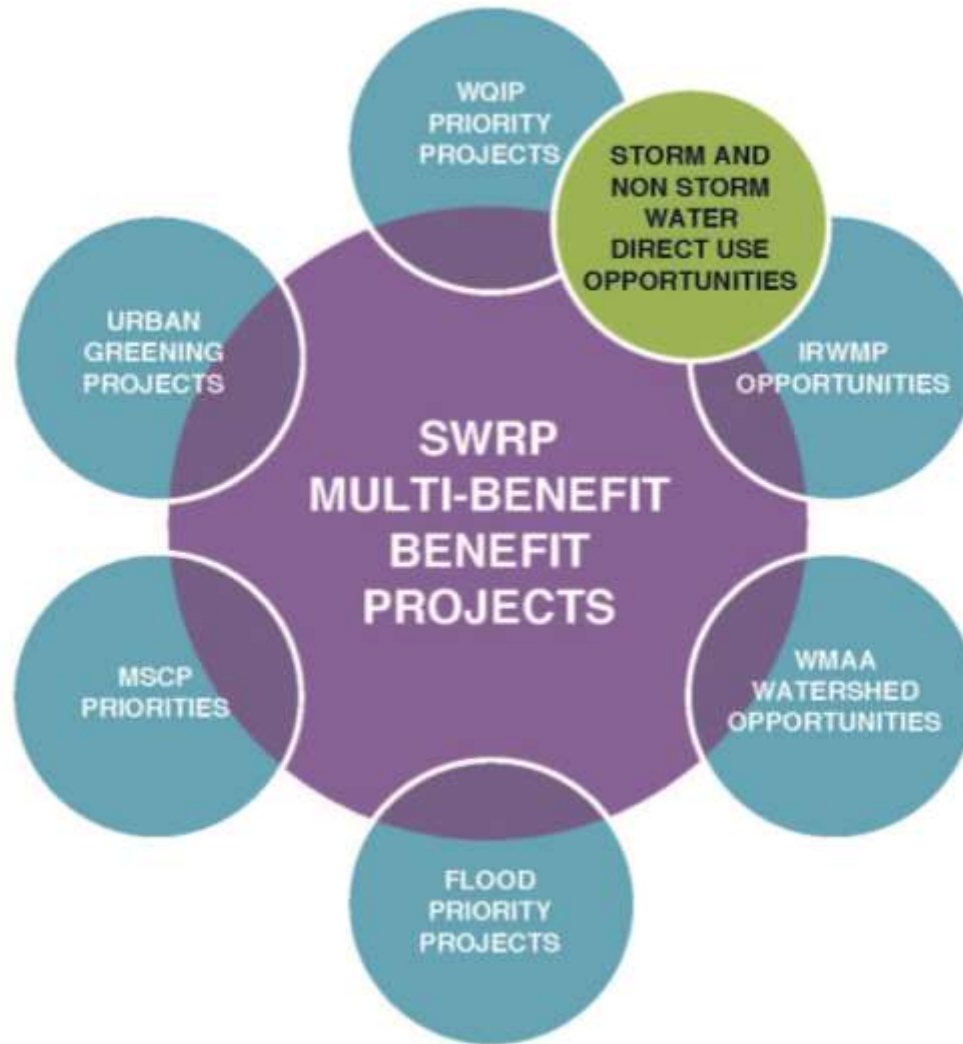 WQIP
PRIORITY
PROJECTS
STORM AND
NON STORM
WATER
DIRECT USE
OPPORTUNITIES
URBAN
GREENING
PROJECTS
IRWMP
OPPORTUNITIES
SWRP
MULTI-BENEFIT
BENEFIT
PROJECTS
MSCP
PRIORITIES
WMAA
WATERSHED
OPPORTUNITIES
FLOOD
PRIORITY
PROJECTS